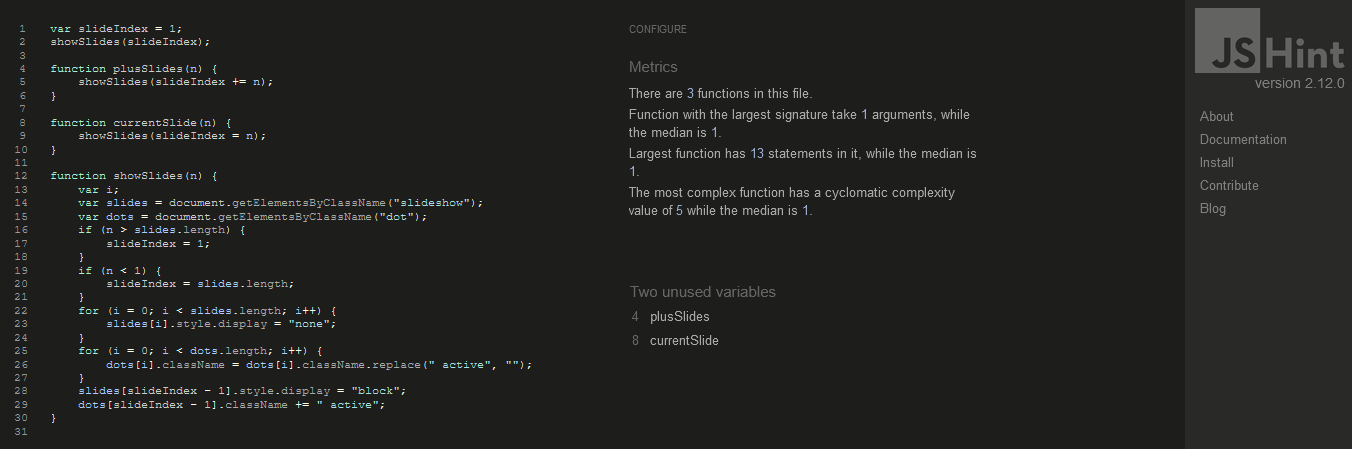 1 var slideIndex = 1;
2 showSlides(slideIndex);
3
4 function plusSlides(n) {
5     showSlides(slideIndex += n);
6 }
7
8 function currentSlide(n) {
9     showSlides(slideIndex = n);
10 }
11
12 function showSlides(n) {
13     var i;
14     var slides = document.getElementsByClassName("slideshow");
15     var dots = document.getElementsByClassName("dot");
16     if (n > slides.length) {
17         slideIndex = 1;
18     }
19     if (n < 1) {
20         slideIndex = slides.length;
21     }
22     for (i = 0; i < slides.length; i++) {
23         slides[i].style.display = "none";
24     }
25     for (i = 0; i < dots.length; i++) {
26         dots[i].className = dots[i].className.replace(" active", "");
27     }
28     slides[slideIndex - 1].style.display = "block";
29     dots[slideIndex - 1].className += " active";
30 }
31
CONFIGURE
Metrics
There are 3 functions in this file.
Function with the largest signature take 1 arguments, while
the median is 1.
Largest function has 13 statements in it, while the median is
1.
The most complex function has a cyclomatic complexity
value of 5 while the median is 1.
Two unused variables
4 plusSlides
8 currentSlide
JSHint
version 2.12.0
About
Documentation
Install
Contribute
Blog